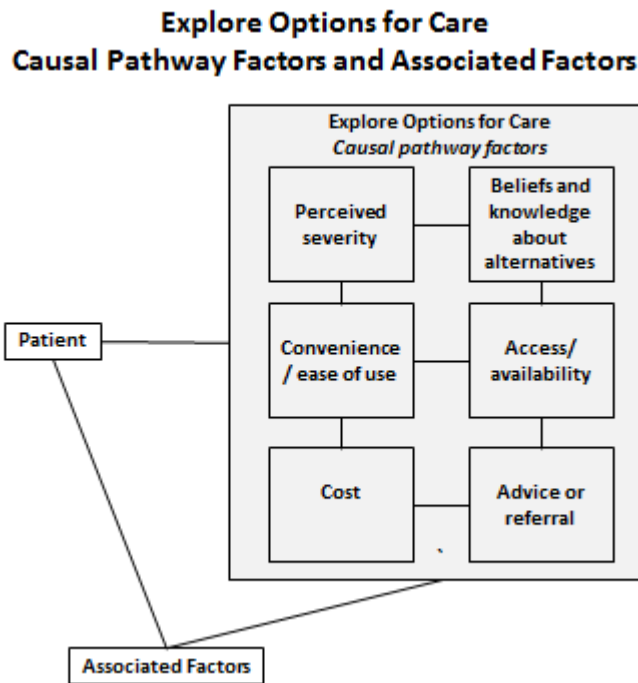 Explore Options for Care
Causal Pathway Factors and Associated Factors
Explore Options for Care
Causal pathway factors
Perceived
severity
Beliefs and
knowledge
about
alternatives
Patient
Convenience
/ ease of use
Access/
availability
Cost
Advice or
referral
Associated Factors